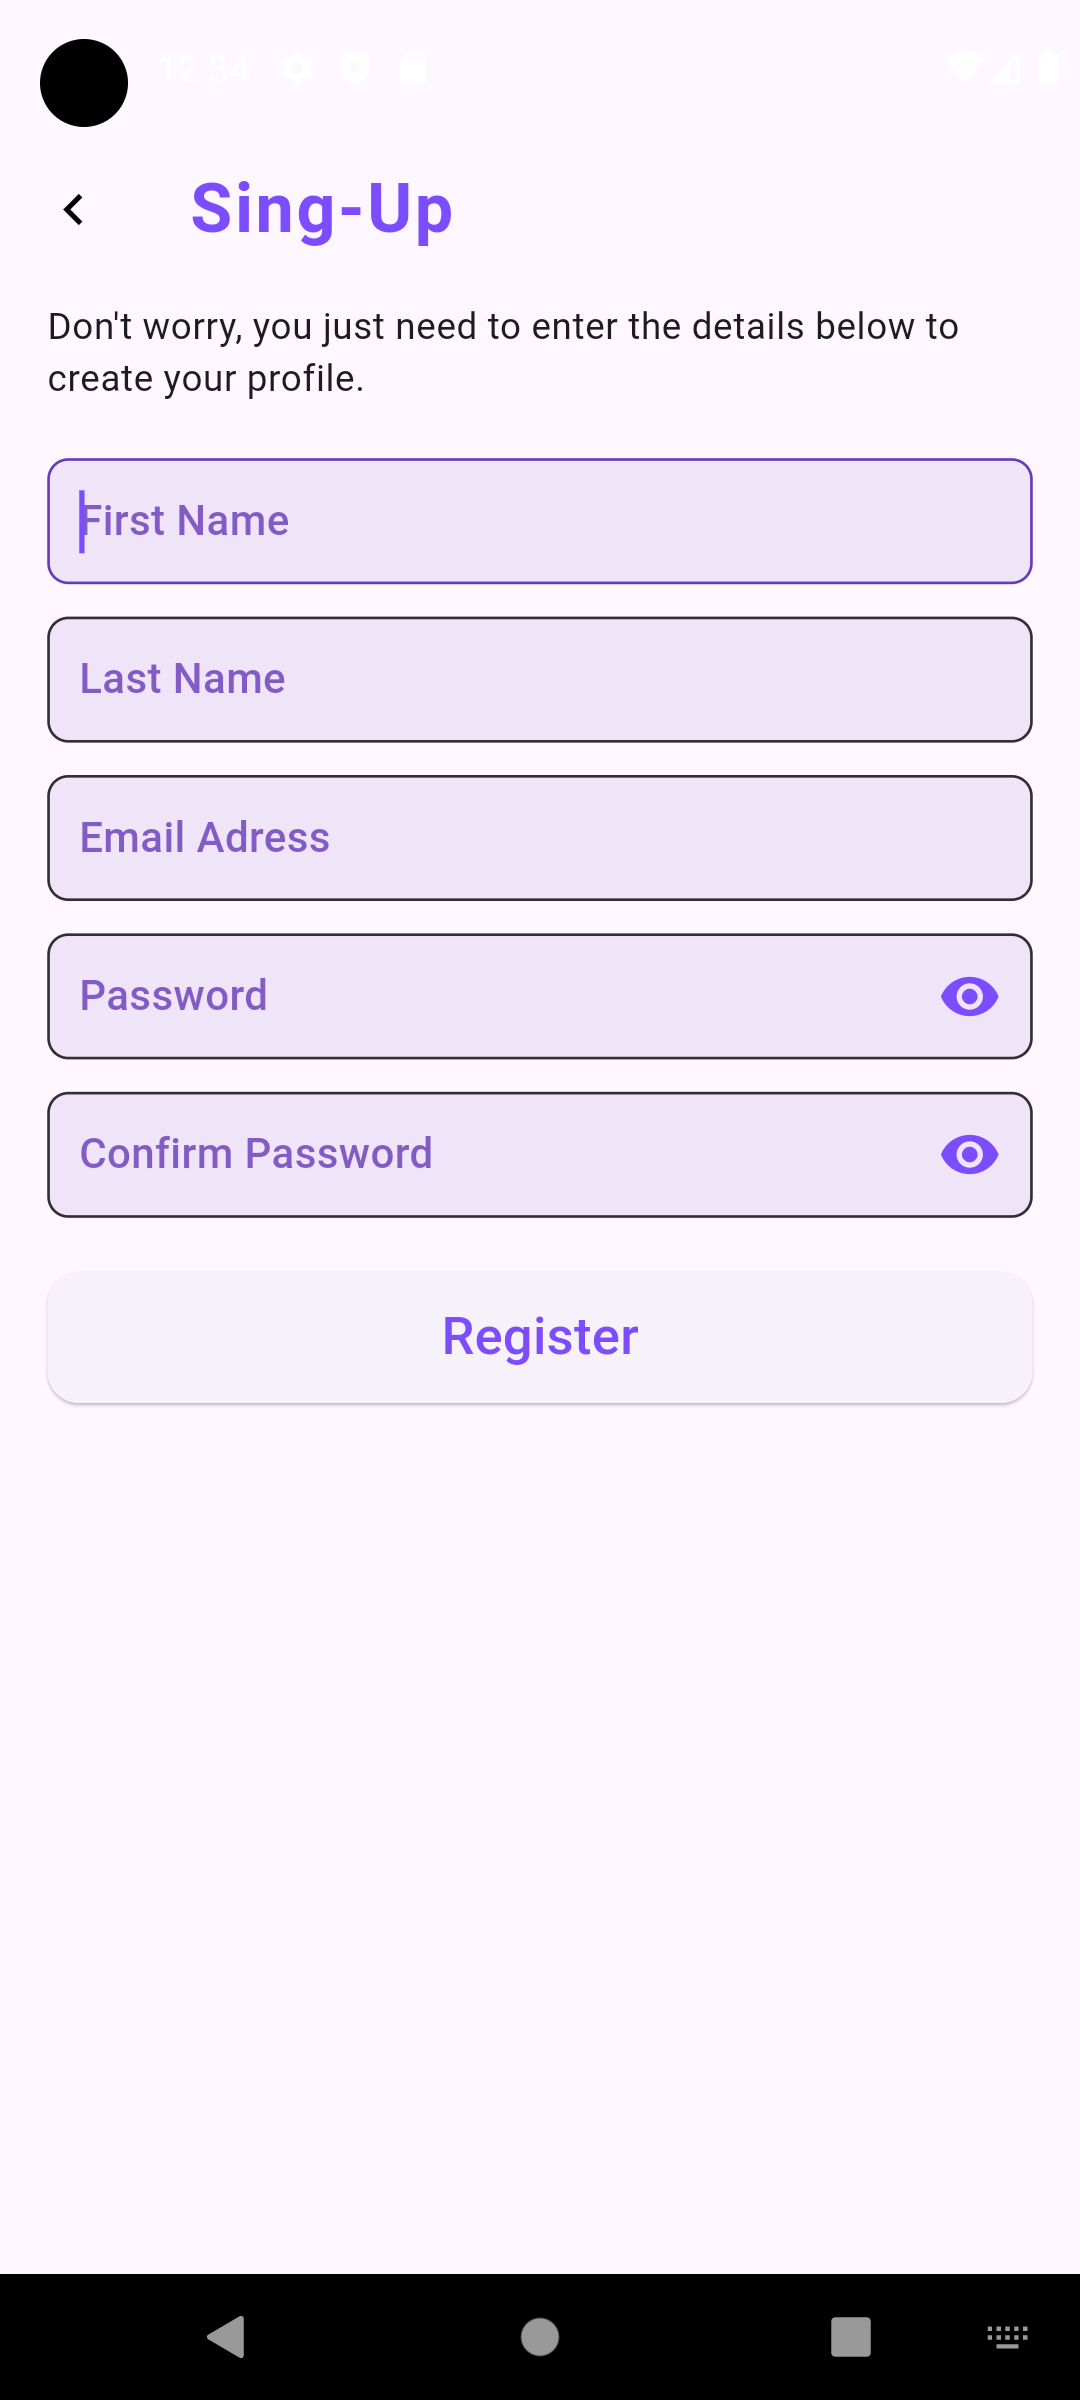 12:34
Sing-Up
Don't worry, you just need to enter the details below to
create your profile.
First Name
Last Name
Email Adress
Password
Confirm Password
Register